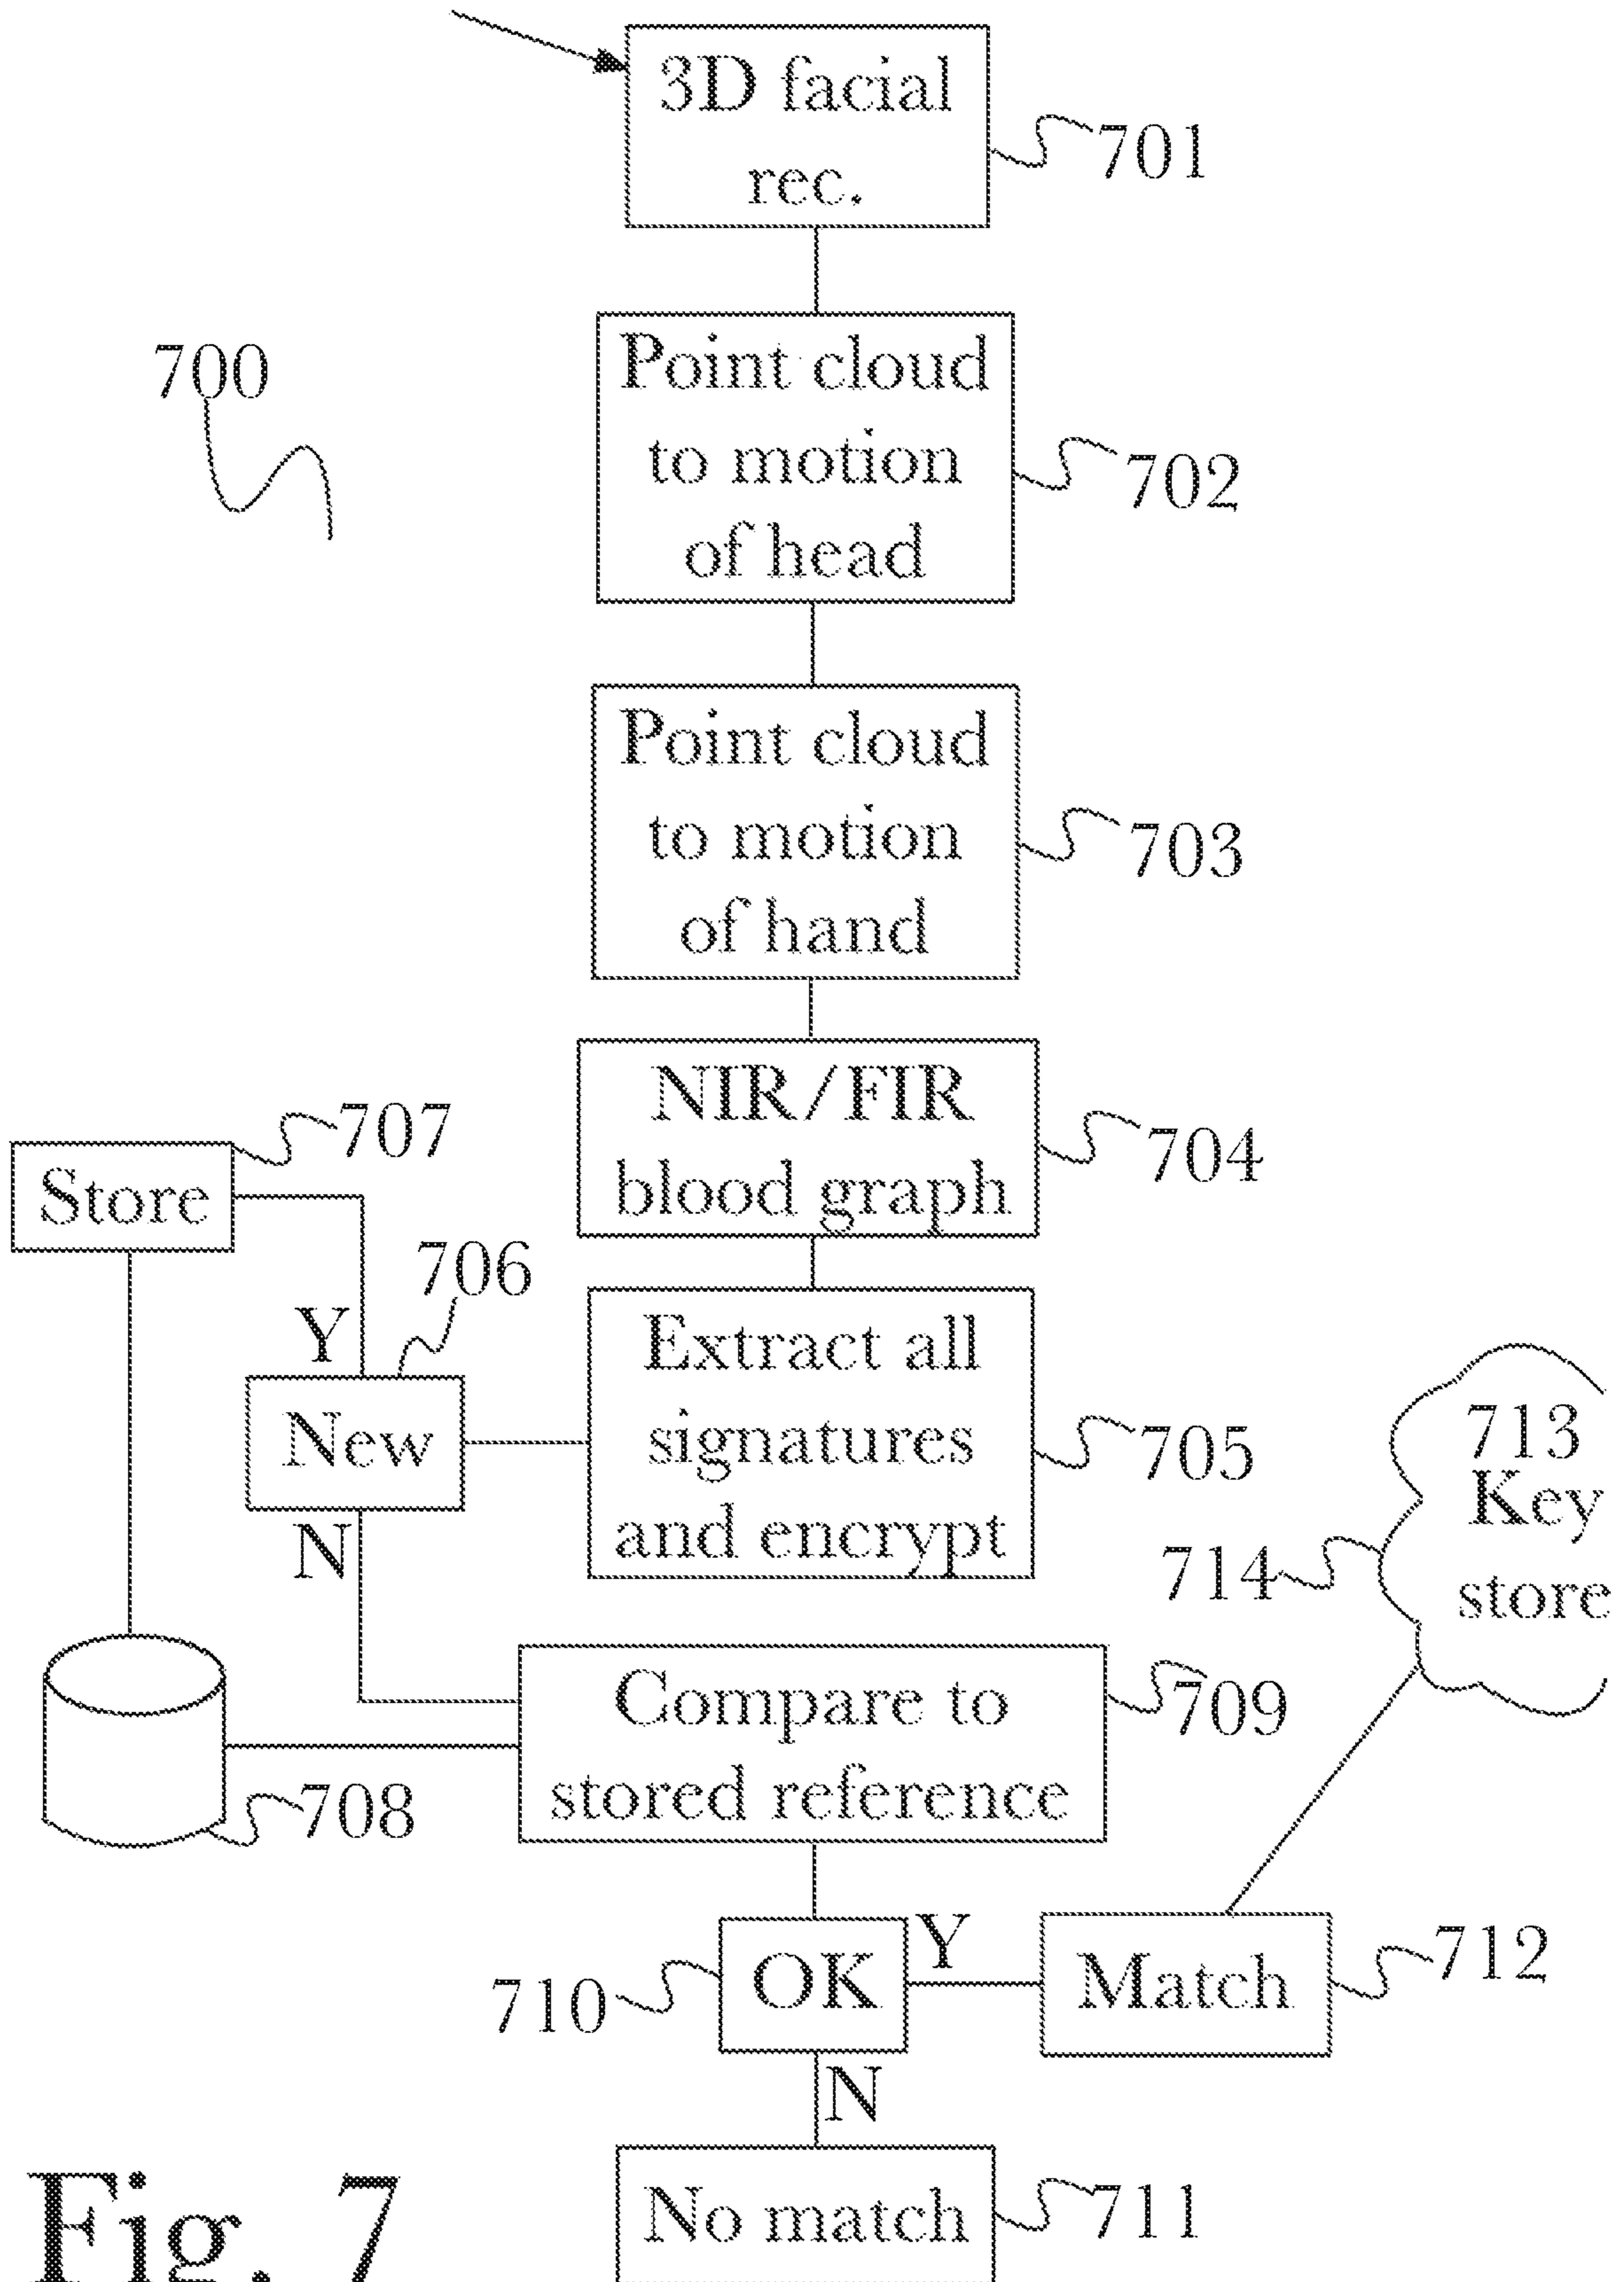 3D facial
rec.
701
700
Point cloud
to motion
of head
702
Point cloud
to motion
of hand
703
NIR/FIR
blood graph
704
707
Store
706
Y
New
N
Extract all
signatures
and encrypt
705
713
Key
store
714
Compare to
stored reference
709
708
710
OK
Y
Match
712
N
No match
711
Fig. 7